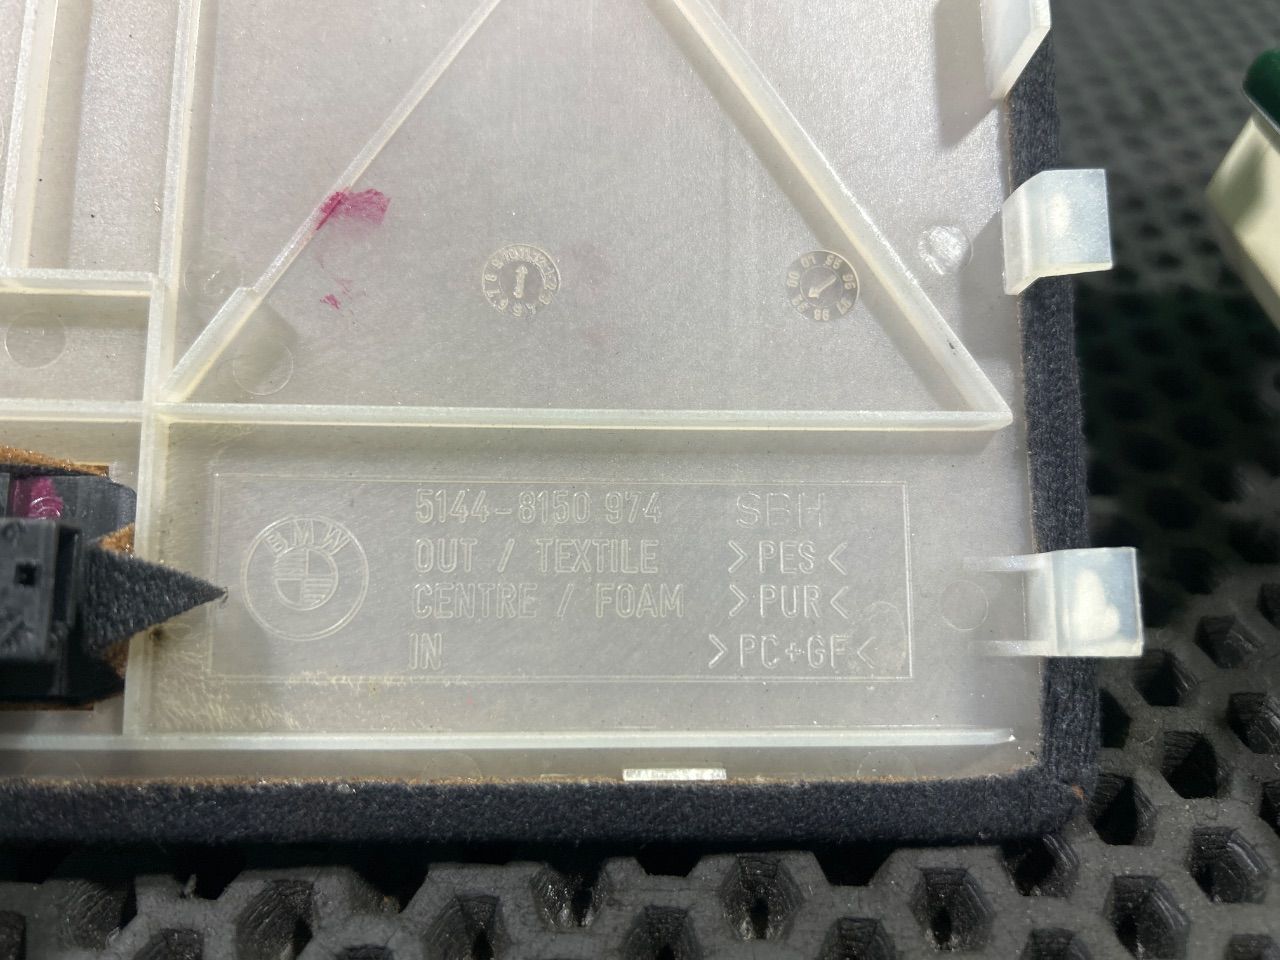 BMW
5144-8150 974 SBH
OUT / TEXTILE >PES<
CENTRE / FOAM >PUR<
IN >PC+GF<